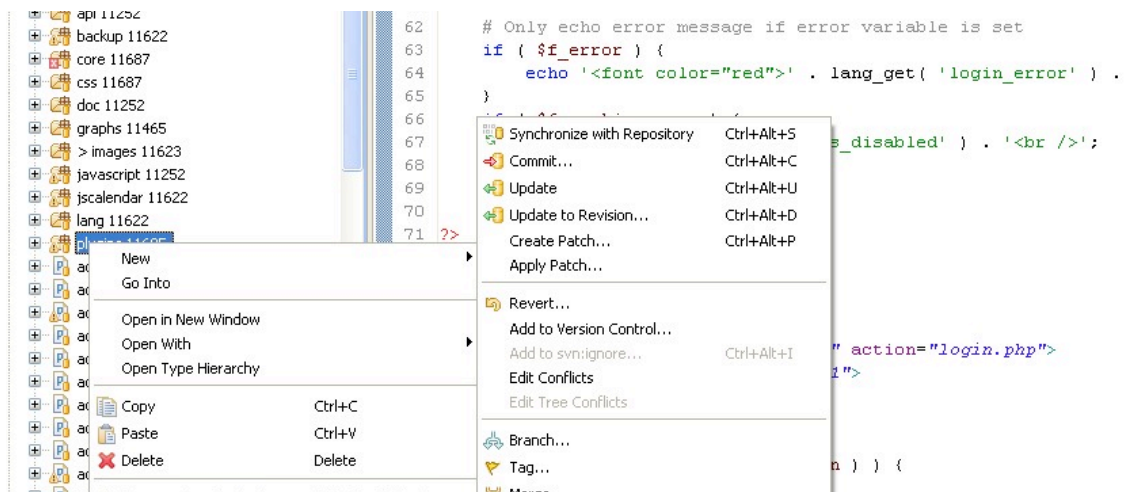 api 11252
backup 11622
core 11687
css 11687
doc 11252
graphs 11465
> images 11623
javascript 11252
jscalendar 11622
lang 11622
62 # Only echo error message if error variable is set
63 if ( $f_error ) {
64 echo '<font color="red">' . lang_get( 'login_error' ) .
65 }
66
67 s_disabled' ) . '<br />';
68
69
70
71 ?>
" action="login.php">
1">
n ) ) {
New
Go Into
Open in New Window
Open With
Open Type Hierarchy
Copy Ctrl+C
Paste Ctrl+V
Delete Delete
Synchronize with Repository Ctrl+Alt+S
Commit... Ctrl+Alt+C
Update Ctrl+Alt+U
Update to Revision... Ctrl+Alt+D
Create Patch... Ctrl+Alt+P
Apply Patch...
Revert...
Add to Version Control...
Add to svn:ignore... Ctrl+Alt+I
Edit Conflicts
Edit Tree Conflicts
Branch...
Tag...